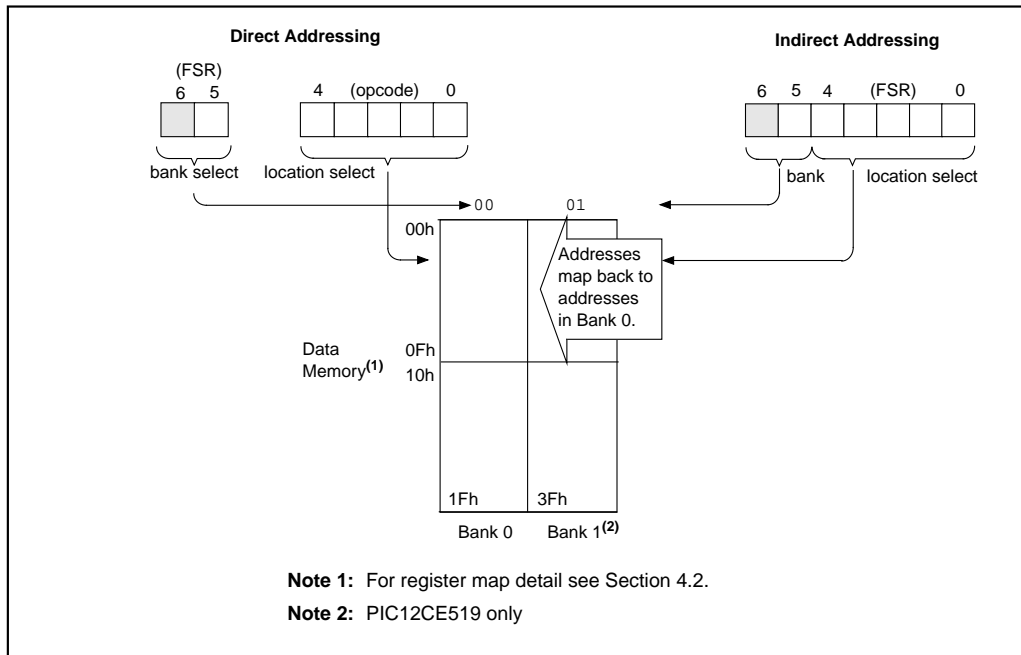 Direct Addressing
Indirect Addressing
(FSR)
6 5
4 (opcode) 0
6 5 4 (FSR) 0
bank select
location select
bank
location select
00
01
00h
Addresses
map back to
addresses
in Bank 0.
Data
Memory(1)
0Fh
10h
1Fh
3Fh
Bank 0
Bank 1(2)
Note 1: For register map detail see Section 4.2.
Note 2: PIC12CE519 only